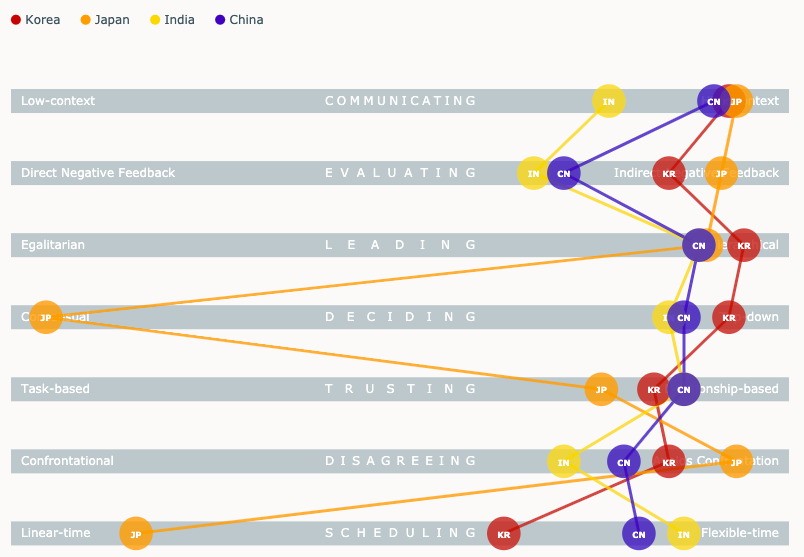 Korea Japan India China
Low-context COMMUNICATING IN CN JP
Direct Negative Feedback EVALUATING IN CN KR JP
Egalitarian LEADING CN KR
JP DECIDING CN KR
Task-based TRUSTING JP KR CN
Confrontational DISAGREEING IN CN KR JP
Linear-time JP SCHEDULING KR CN IN Flexible-time